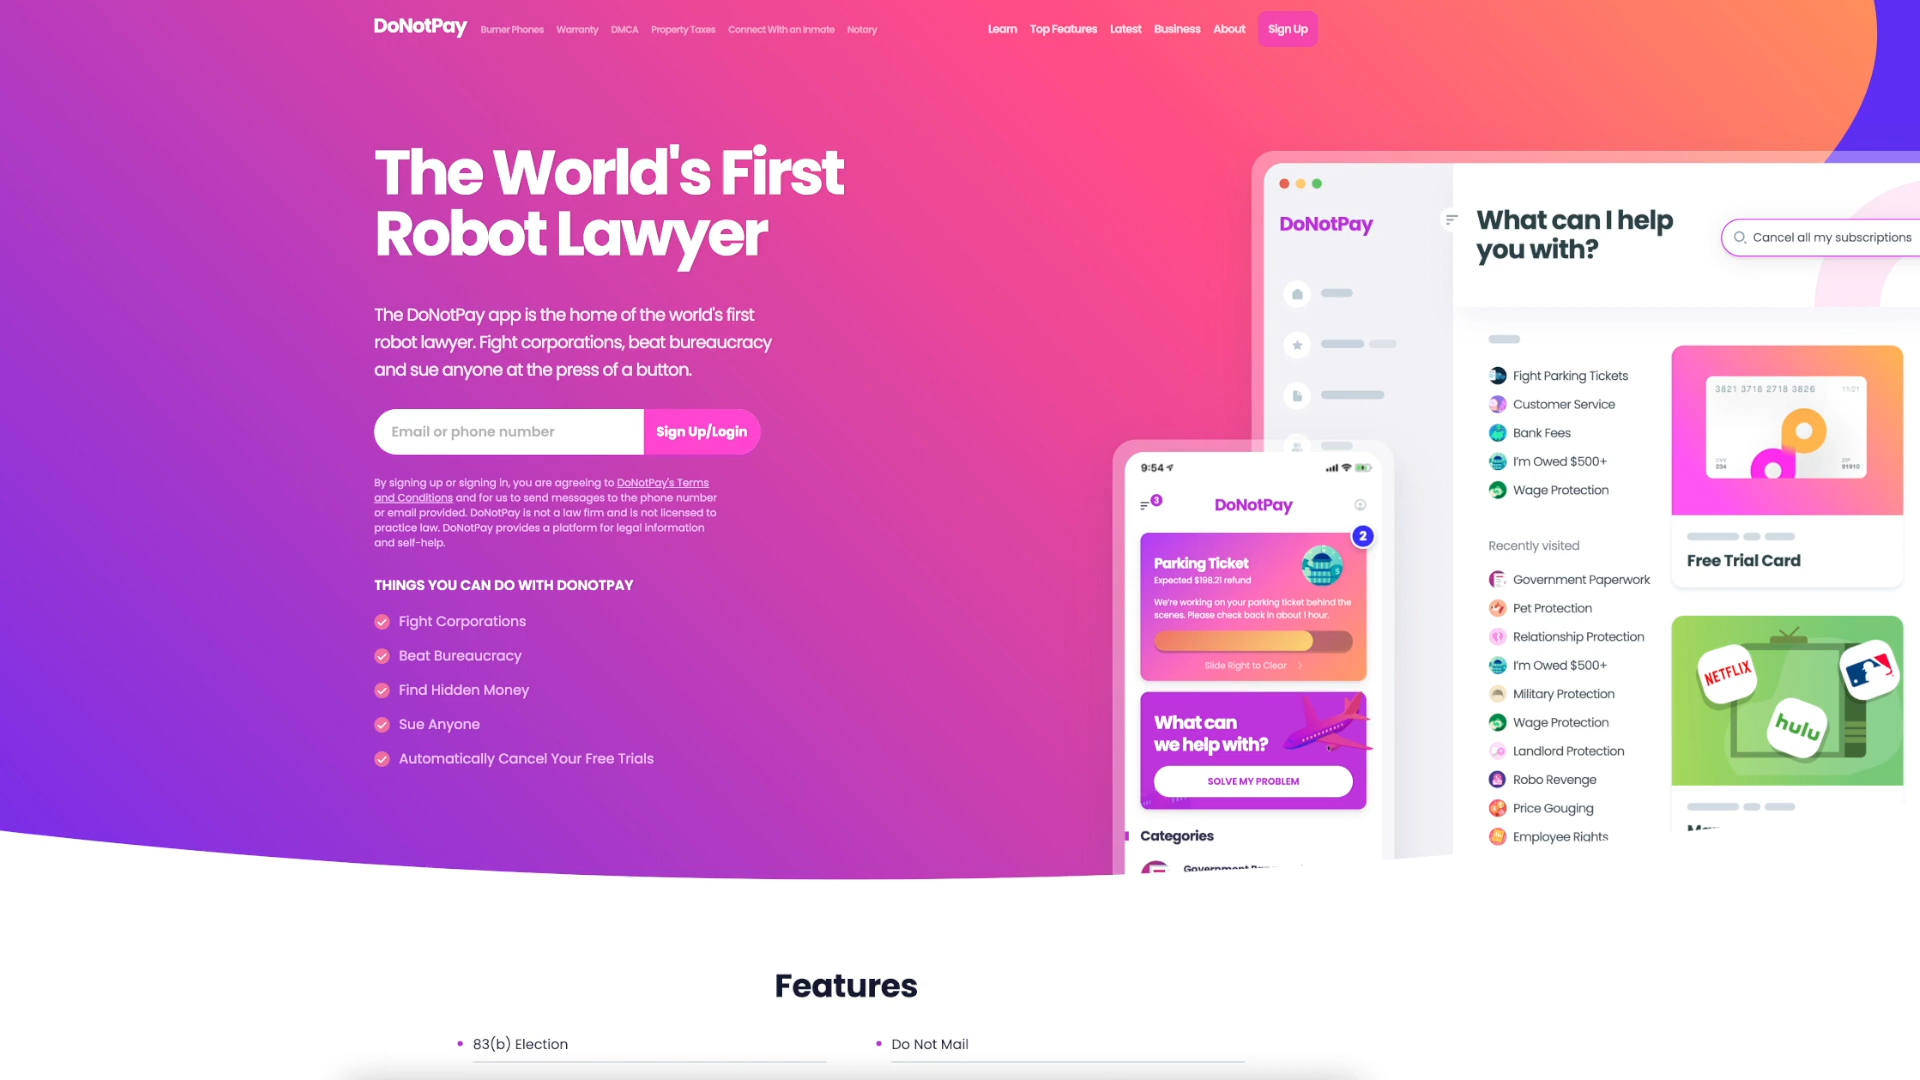 DoNotPay
Burner Phones
Warranty
DMCA
Property Taxes
Connect With an Inmate
Notary
Learn
Top Features
Latest
Business
About
Sign Up
The World's First
Robot Lawyer
The DoNotPay app is the home of the world's first
robot lawyer. Fight corporations, beat bureaucracy
and sue anyone at the press of a button.
Email or phone number
Sign Up/Login
By signing up or signing in, you are agreeing to DoNotPay's Terms
and Conditions and for us to send messages to the phone number
or email provided. DoNotPay is not a law firm and is not licensed to
practice law. DoNotPay provides a platform for legal information
and self-help.
THINGS YOU CAN DO WITH DONOTPAY
Fight Corporations
Beat Bureaucracy
Find Hidden Money
Sue Anyone
Automatically Cancel Your Free Trials
DoNotPay
What can I help
you with?
Cancel all my subscriptions
Fight Parking Tickets
Customer Service
Bank Fees
I'm Owed $500+
Wage Protection
Recently visited
Government Paperwork
Pet Protection
Relationship Protection
I'm Owed $500+
Military Protection
Wage Protection
Landlord Protection
Robo Revenge
Price Gouging
Employee Rights
3821 3718 2718 3826
11/21
CVV
234
ZIP
91910
Free Trial Card
NETFLIX
hulu
9:54
3
DoNotPay
2
Parking Ticket
Expected $198.21 refund
We're working on your parking ticket behind the
scenes. Please check back in about 1 hour.
Slide Right to Clear
What can
we help with?
SOLVE MY PROBLEM
Categories
Features
83(b) Election
Do Not Mail